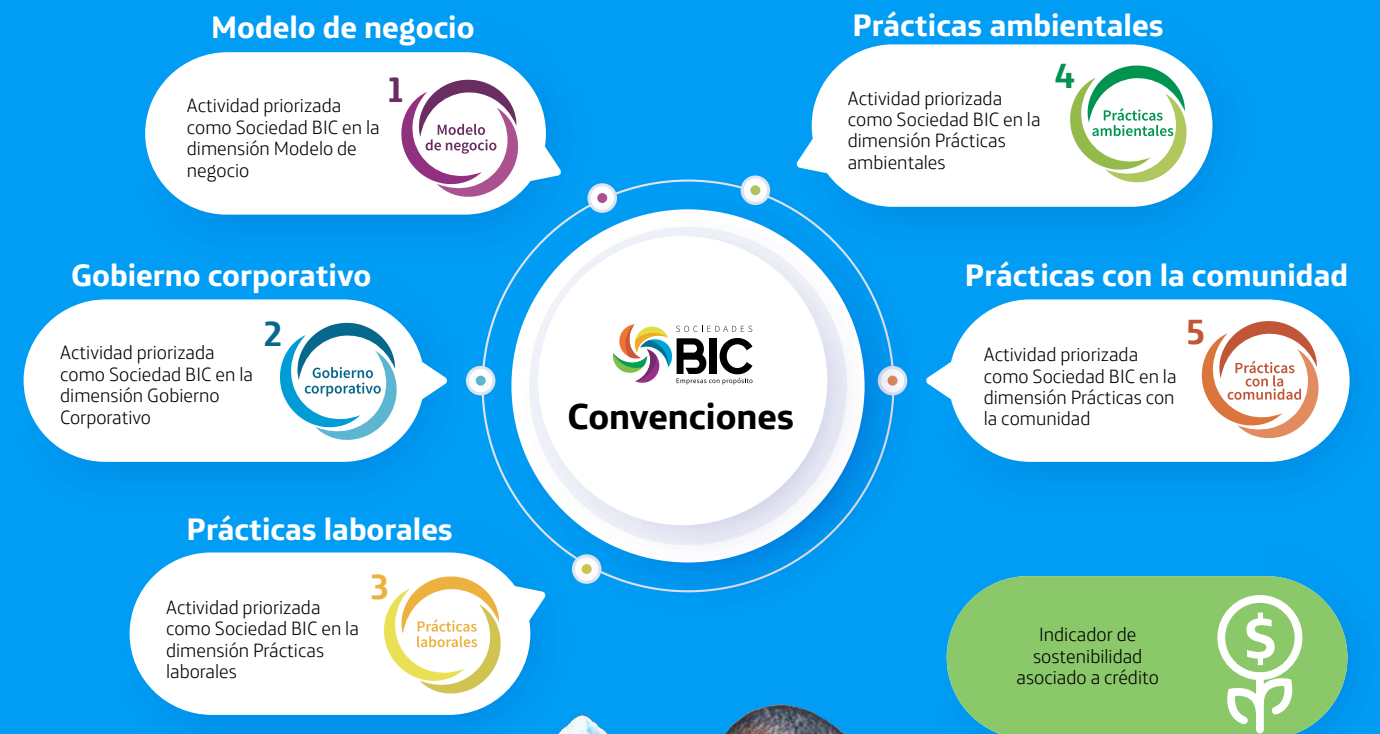 Modelo de negocio
Actividad priorizada
como Sociedad BIC en la
dimensión Modelo de
negocio
1
Modelo
de negocio
Gobierno corporativo
Actividad priorizada
como Sociedad BIC en la
dimensión Gobierno
Corporativo
2
Gobierno
corporativo
Prácticas laborales
Actividad priorizada
como Sociedad BIC en la
dimensión Prácticas
laborales
3
Prácticas
laborales
SOCIEDADES
BIC
Empresas con propósito
Convenciones
Prácticas ambientales
Actividad priorizada
como Sociedad BIC en la
dimensión Prácticas
ambientales
4
Prácticas
ambientales
Prácticas con la comunidad
Actividad priorizada
como Sociedad BIC en la
dimensión Prácticas con
la comunidad
5
Prácticas
con la
comunidad
Indicador de
sostenibilidad
asociado a crédito
$